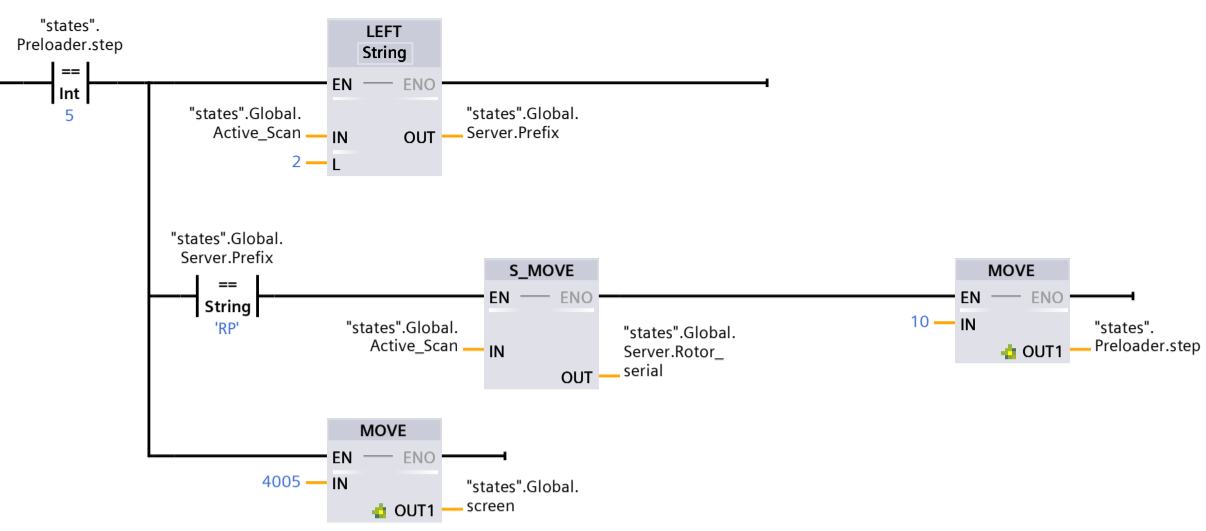 "states".
Preloader.step
==
Int
5
LEFT
String
EN
ENO
"states".Global.
Active_Scan
IN
2
L
OUT
"states".Global.
Server.Prefix
"states".Global.
Server.Prefix
==
String
'RP'
S_MOVE
EN
ENO
"states".Global.
Active_Scan
IN
OUT
"states".Global.
Server.Rotor_
serial
MOVE
EN
ENO
10
IN
OUT1
"states".
Preloader.step
MOVE
EN
ENO
4005
IN
OUT1
"states".Global.
screen